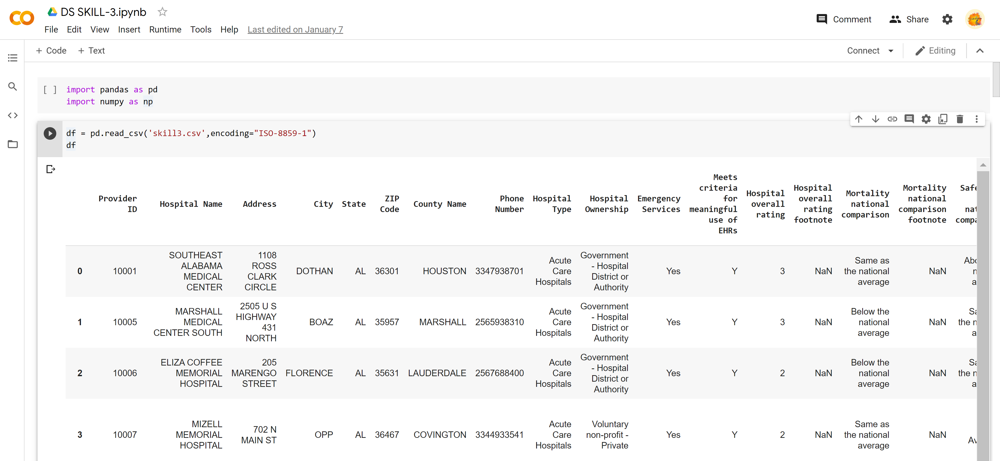 DS SKILL-3.ipynb
File Edit View Insert Runtime Tools Help Last edited on January 7
Comment Share
+ Code + Text
Connect Editing
[ ] import pandas as pd
import numpy as np
df = pd.read_csv('skill3.csv',encoding="ISO-8859-1")
df
Provider ID Hospital Name Address City State ZIP Code County Name Phone Number Hospital Type Hospital Ownership Emergency Services Meets criteria for meaningful use of EHRs Hospital overall rating Hospital overall rating footnote Mortality national comparison Mortality national comparison footnote
0 10001 SOUTHEAST ALABAMA MEDICAL CENTER 1108 ROSS CLARK CIRCLE DOTHAN AL 36301 HOUSTON 3347938701 Acute Care Hospitals Government - Hospital District or Authority Yes Y 3 NaN Same as the national average NaN
1 10005 MARSHALL MEDICAL CENTER SOUTH 2505 U S HIGHWAY 431 NORTH BOAZ AL 35957 MARSHALL 2565938310 Acute Care Hospitals Government - Hospital District or Authority Yes Y 3 NaN Below the national average NaN
2 10006 ELIZA COFFEE MEMORIAL HOSPITAL 205 MARENGO STREET FLORENCE AL 35631 LAUDERDALE 2567688400 Acute Care Hospitals Government - Hospital District or Authority Yes Y 2 NaN Below the national average NaN
3 10007 MIZELL MEMORIAL HOSPITAL 702 N MAIN ST OPP AL 36467 COVINGTON 3344933541 Acute Care Hospitals Voluntary non-profit - Private Yes Y 2 NaN Same as the national average NaN